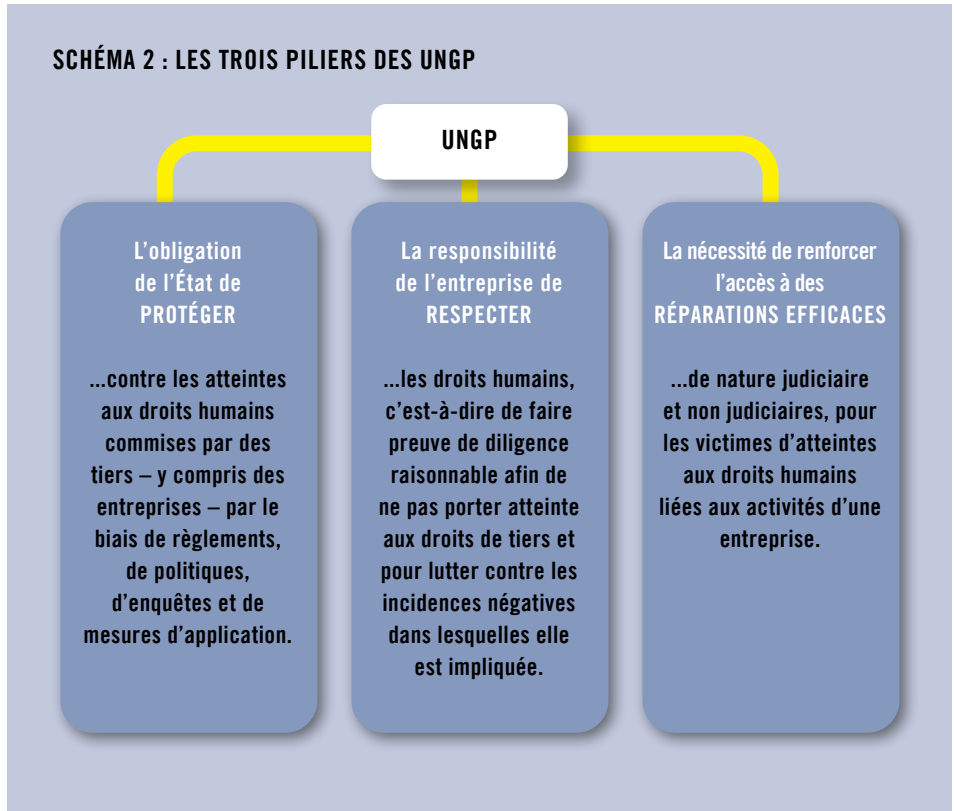 SCHÉMA 2 : LES TROIS PILIERS DES UNGP
UNGP
L’obligation
de l’État de
PROTÉGER
...contre les atteintes
aux droits humains
commises par des
tiers – y compris des
entreprises – par le
biais de règlements,
de politiques,
d’enquêtes et de
mesures d’application.
La responsibilité
de l’entreprise de
RESPECTER
...les droits humains,
c’est-à-dire de faire
preuve de diligence
raisonnable afin de
ne pas porter atteinte
aux droits de tiers et
pour lutter contre les
incidences négatives
dans lesquelles elle
est impliquée.
La nécessité de renforcer
l’accès à des
RÉPARATIONS EFFICACES
...de nature judiciaire
et non judiciaires, pour
les victimes d’atteintes
aux droits humains
liées aux activités d’une
entreprise.